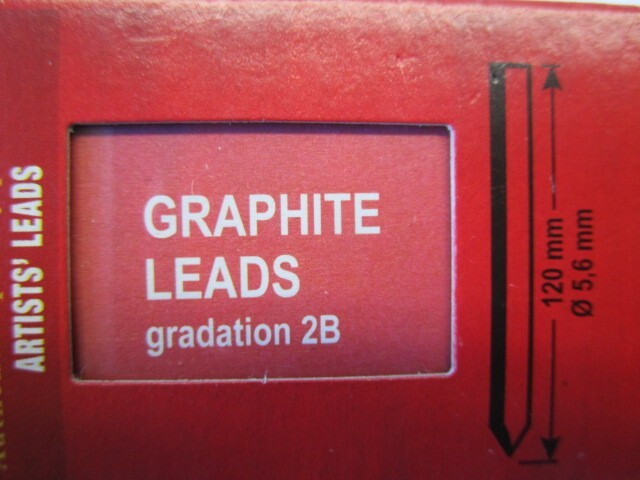 GRAPHITE
LEADS
gradation 2B
ARTISTS' LEADS
120 mm
Ø 5,6 mm